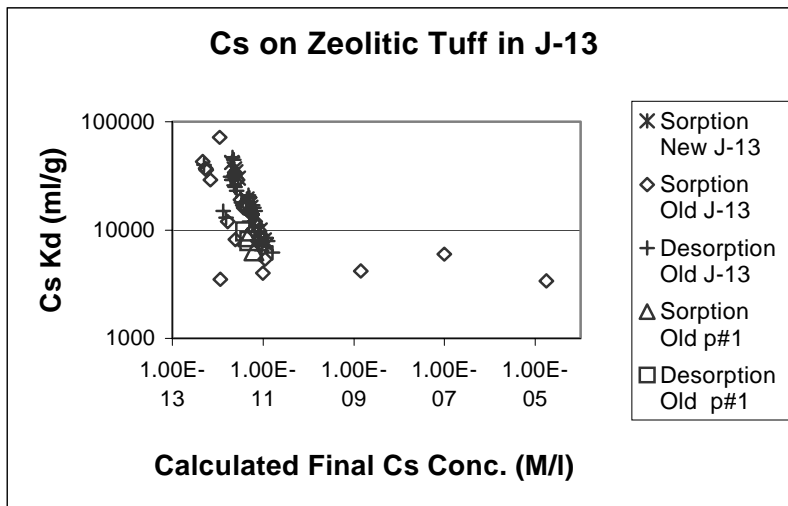 Cs on Zeolitic Tuff in J-13
Cs Kd (ml/g)
100000
10000
1000
1.00E-
13
1.00E-
11
1.00E-
09
1.00E-
07
1.00E-
05
Calculated Final Cs Conc. (M/l)
Sorption
New J-13
Sorption
Old J-13
Desorption
Old J-13
Sorption
Old p#1
Desorption
Old p#1